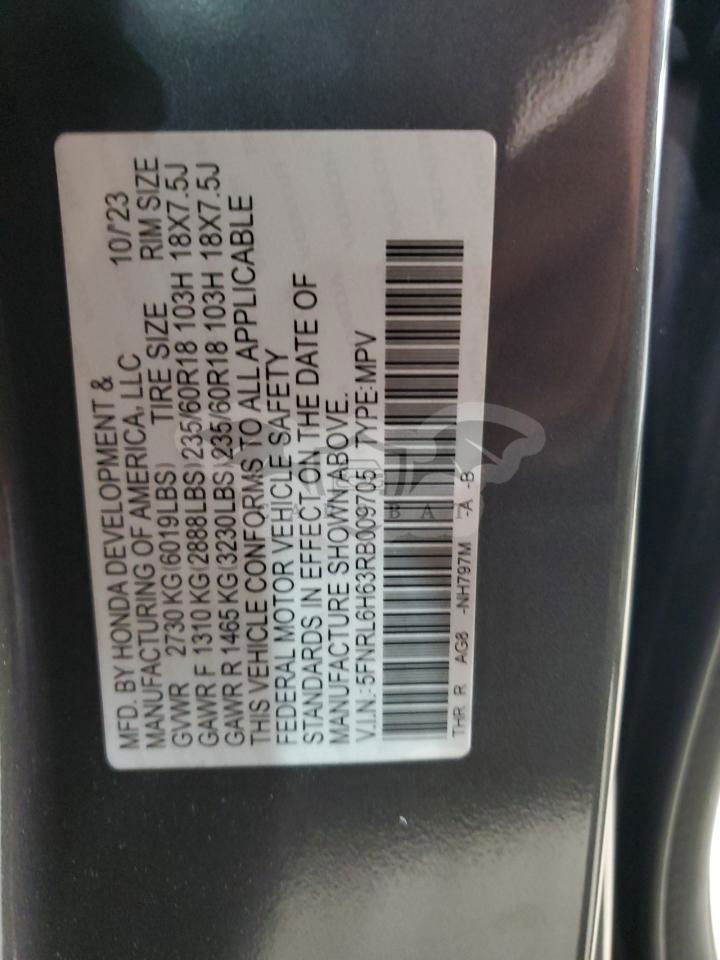 MFD. BY HONDA DEVELOPMENT & 10/'23
MANUFACTURING OF AMERICA, LLC
TIRE SIZE RIM SIZE
GVWR 2730 KG(6019LBS)
GAWR F 1310 KG(2888LBS) 235/60R18 103H 18X7.5J
GAWR R 1465 KG(3230LBS) 235/60R18 103H 18X7.5J
THIS VEHICLE CONFORMS TO ALL APPLICABLE
FEDERAL MOTOR VEHICLE SAFETY
STANDARDS IN EFFECT ON THE DATE OF
MANUFACTURE SHOWN ABOVE.
V.I.N.:5FNRL6H63RB009705 TYPE:MPV
THR R AG8 -NH797M -A -B